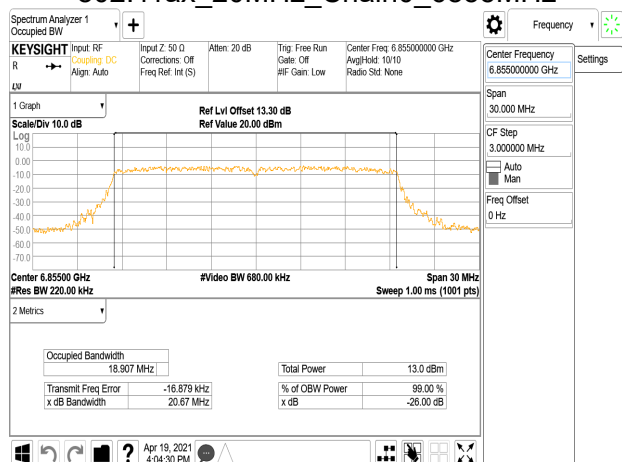 Spectrum Analyzer 1
Occupied BW
Frequency
KEYSIGHT
R
LXI
Input: RF
Coupling: DC
Align: Auto
Input Z: 50 Ω
Corrections: Off
Freq Ref: Int (S)
Atten: 20 dB
Trig: Free Run
Gate: Off
#IF Gain: Low
Center Freq: 6.855000000 GHz
Avg|Hold: 10/10
Radio Std: None
Center Frequency
6.855000000 GHz
Settings
Span
30.000 MHz
CF Step
3.000000 MHz
Auto
Man
Freq Offset
0 Hz
1 Graph
Scale/Div 10.0 dB
Ref Lvl Offset 13.30 dB
Ref Value 20.00 dBm
Log
10.0
0.00
-10.0
-20.0
-30.0
-40.0
-50.0
-60.0
-70.0
Center 6.85500 GHz
#Res BW 220.00 kHz
#Video BW 680.00 kHz
Span 30 MHz
Sweep 1.00 ms (1001 pts)
2 Metrics
Occupied Bandwidth
18.907 MHz
Total Power 13.0 dBm
Transmit Freq Error -16.879 kHz
% of OBW Power 99.00 %
x dB Bandwidth 20.67 MHz
x dB -26.00 dB
?
Apr 19, 2021
4:04:30 PM